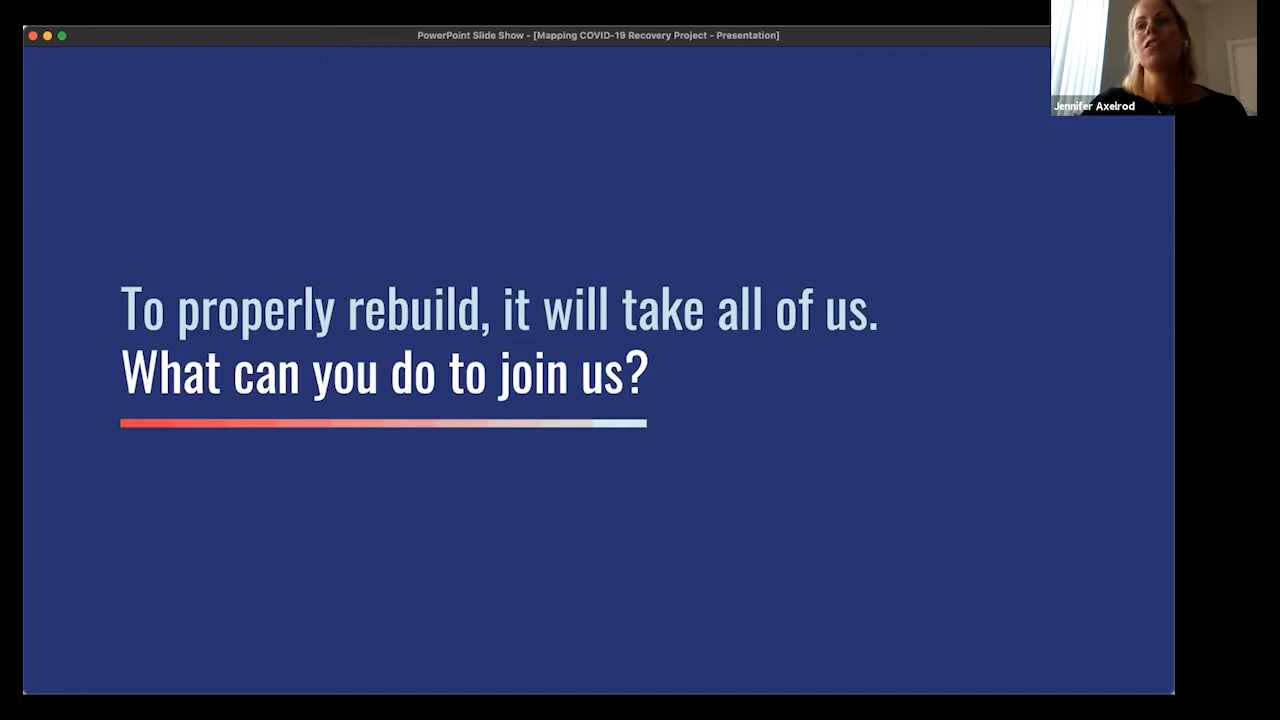 PowerPoint Slide Show - [Mapping COVID-19 Recovery Project - Presentation]
Jennifer Axelrod
To properly rebuild, it will take all of us.
What can you do to join us?